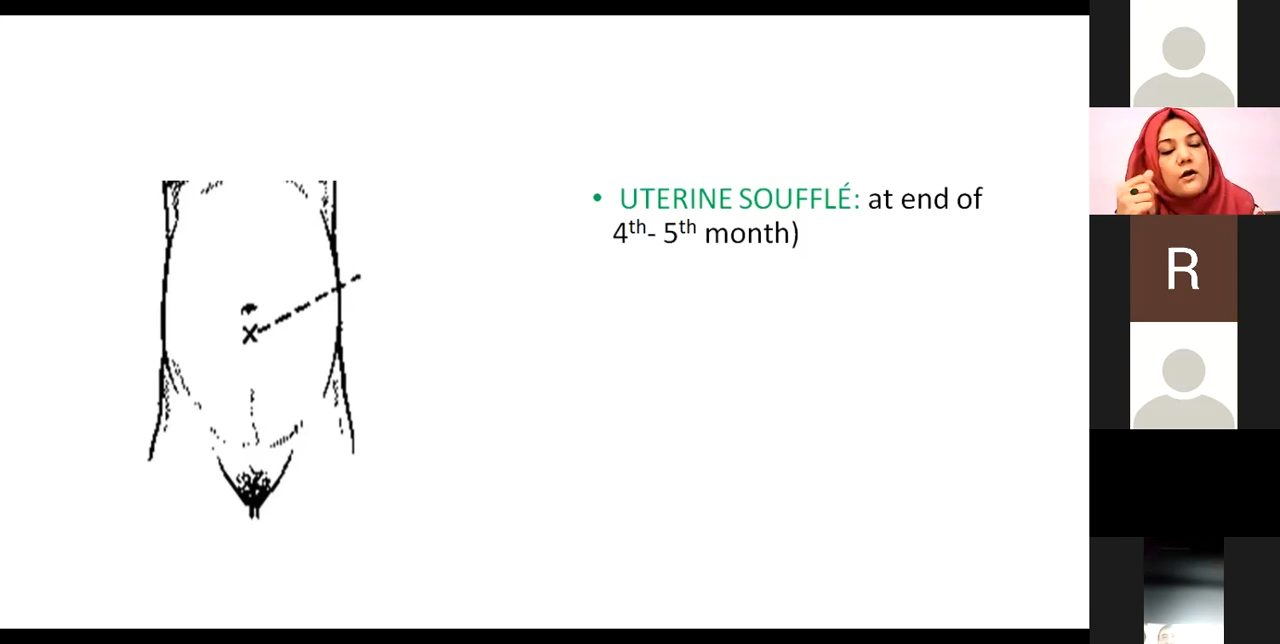 • UTERINE SOUFFLÉ: at end of
4th- 5th month)
R